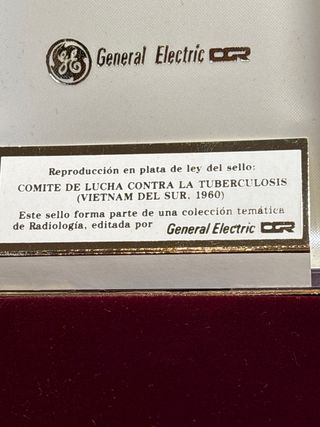 GE General Electric CGR
Reproducción en plata de ley del sello:
COMITE DE LUCHA CONTRA LA TUBERCULOSIS
(VIETNAM DEL SUR, 1960)
Este sello forma parte de una colección temática
de Radiología, editada por General Electric CGR